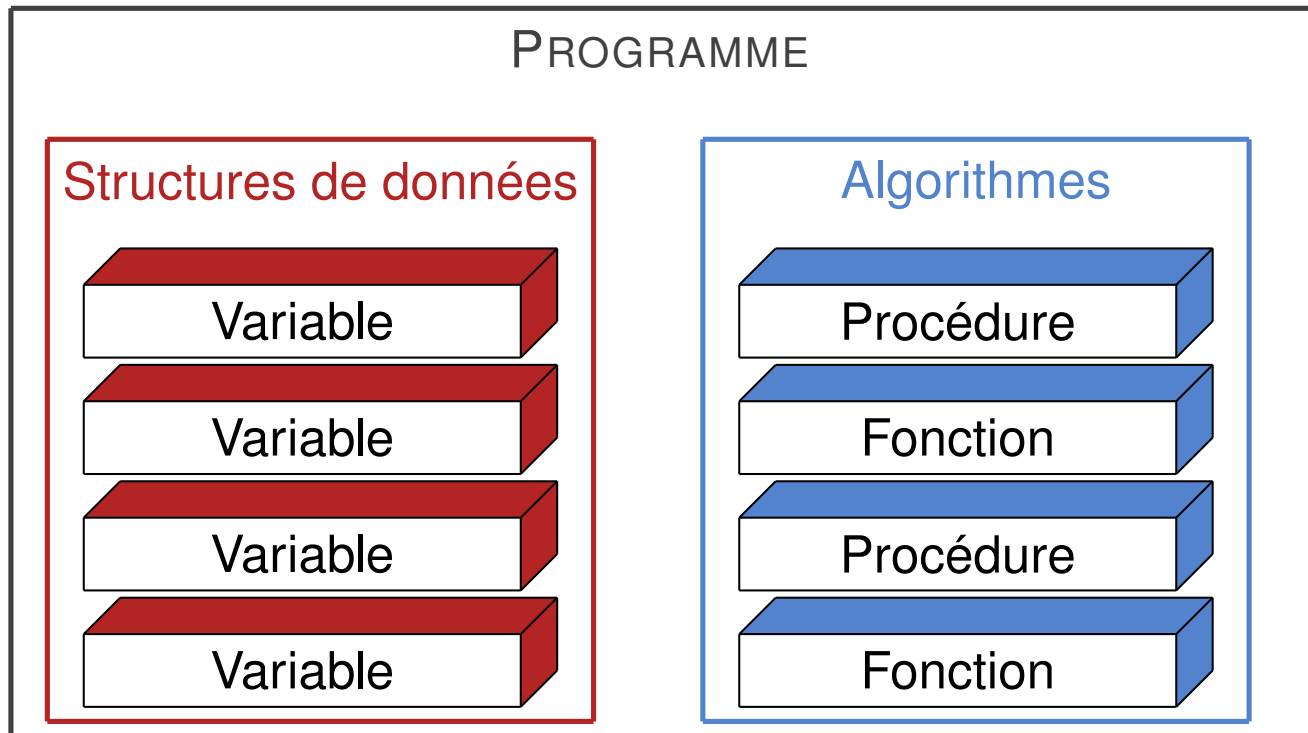 PROGRAMME
Structures de données
Variable
Variable
Variable
Variable
Algorithmes
Procédure
Fonction
Procédure
Fonction